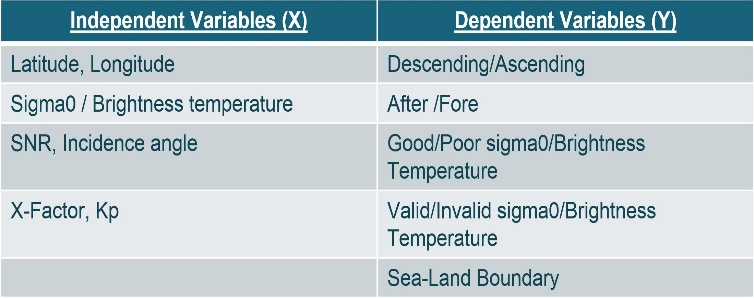 Independent Variables (X) Dependent Variables (Y)
Latitude, Longitude Descending/Ascending
Sigma0 / Brightness temperature After /Fore
SNR, Incidence angle Good/Poor sigma0/Brightness
Temperature
X-Factor, Kp Valid/Invalid sigma0/Brightness
Temperature
Sea-Land Boundary